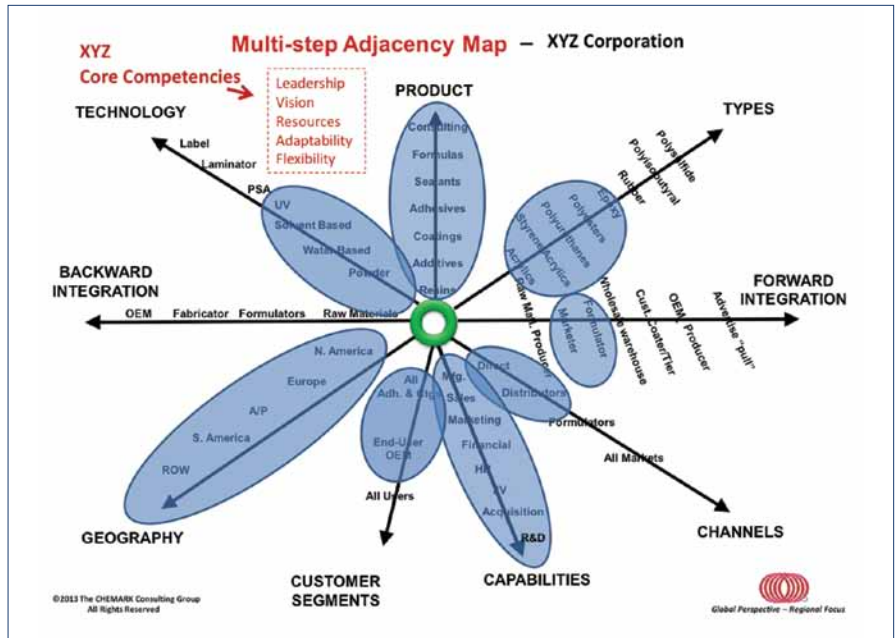 Multi-step Adjacency Map – XYZ Corporation
XYZ
Core Competencies
Leadership
Vision
Resources
Adaptability
Flexibility
TECHNOLOGY
Label
Laminator
PSA
UV
Solvent Based
Water Based
Powder
PRODUCT
Consulting
Formulas
Sealants
Adhesives
Coatings
Additives
Resins
TYPES
Polysulfide
Polyisobutyral
Rubber
Epoxy
Polyesters
Polyurethanes
Styrene Acrylics
Acrylics
BACKWARD
INTEGRATION
OEM
Fabricator
Formulators
Raw Materials
FORWARD
INTEGRATION
Raw Man. Producer
Marketer
Formulator
Wholesale warehouse
Cust. Coater/Tier
OEM. Producer
Advertise "pull"
N. America
Europe
A/P
S. America
ROW
GEOGRAPHY
All
Adh. & Ctgs
End-User
OEM
All Users
CUSTOMER
SEGMENTS
Mfg.
Sales
Marketing
Financial
HR
JV
Acquisition
R&D
CAPABILITIES
Direct
Distributors
Formulators
All Markets
CHANNELS
©2013 The CHEMARK Consulting Group
All Rights Reserved
Global Perspective – Regional Focus